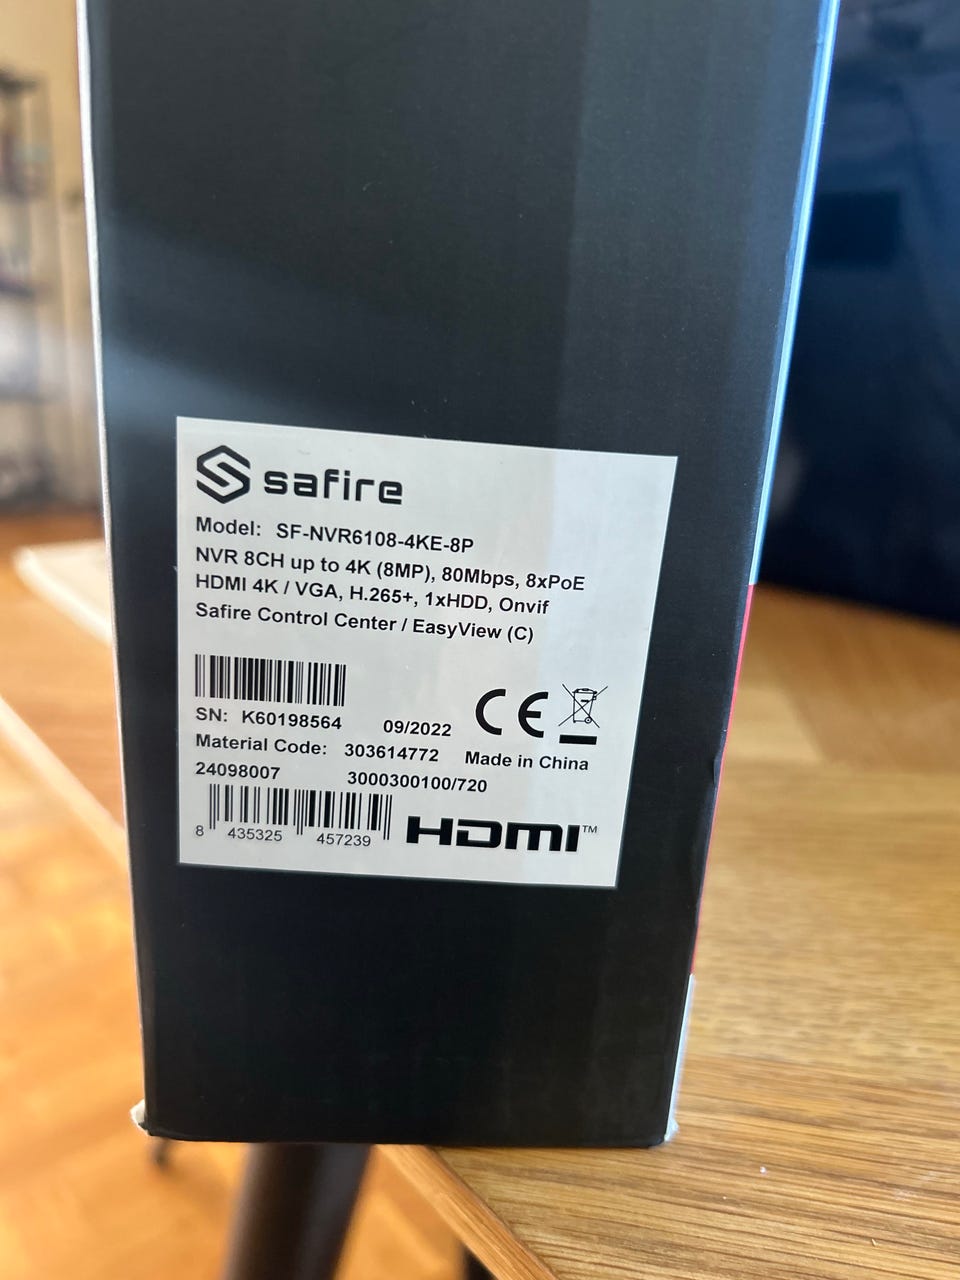 safire
Model: SF-NVR6108-4KE-8P
NVR 8CH up to 4K (8MP), 80Mbps, 8xPoE
HDMI 4K / VGA, H.265+, 1xHDD, Onvif
Safire Control Center / EasyView (C)
CE
SN: K60198564 09/2022
Material Code: 303614772 Made in China
24098007 3000300100/720
8 435325 457239
HDMI™